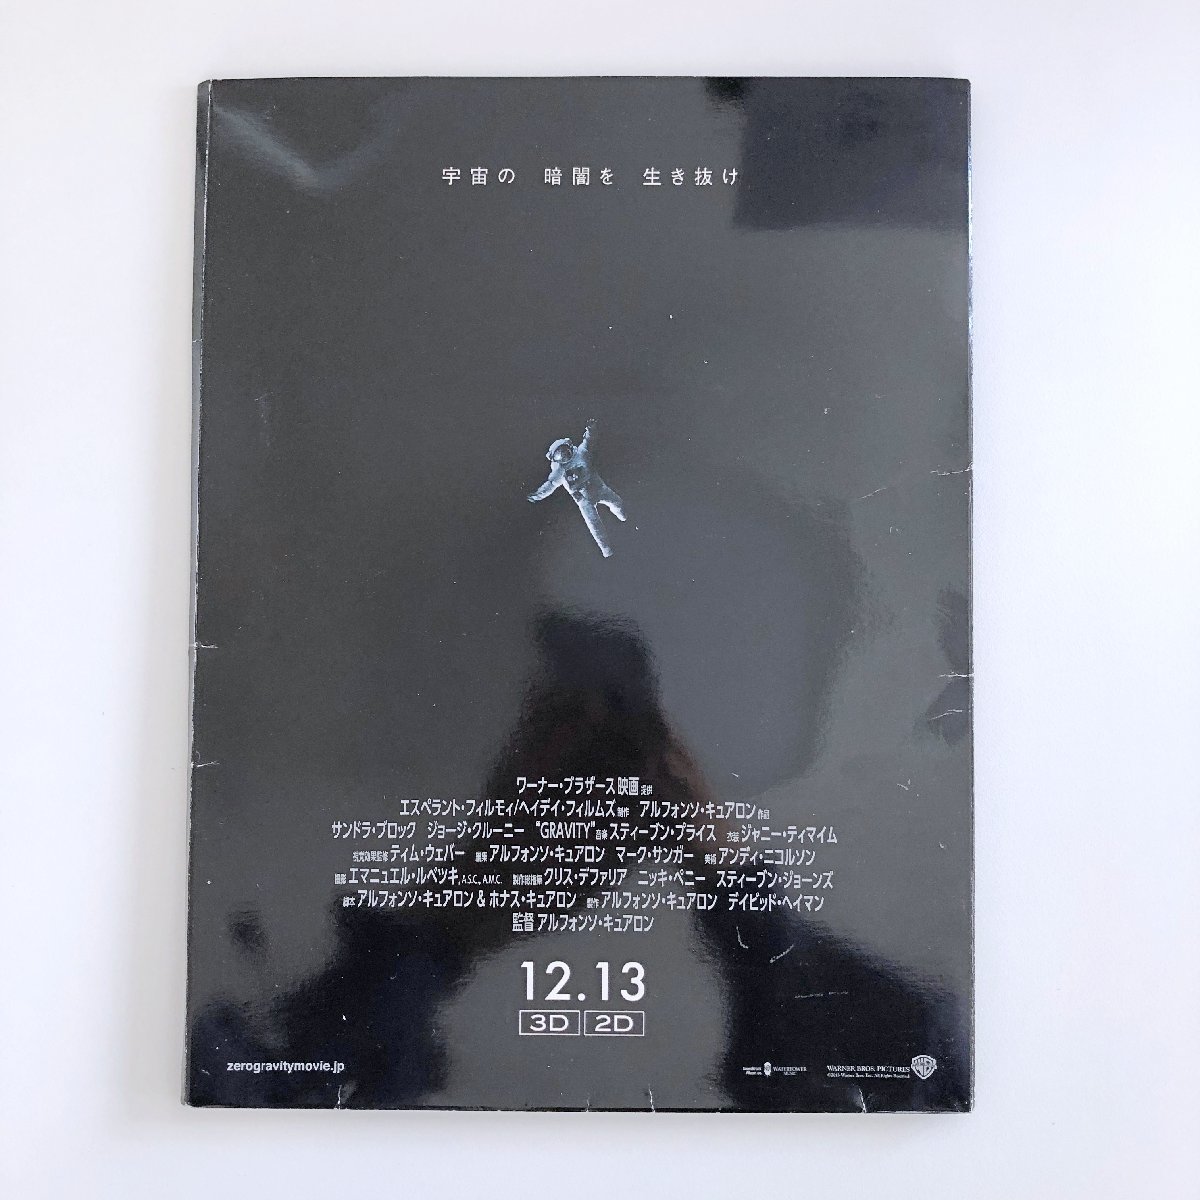 宇宙の 暗闇を 生き抜け
ワーナー・ブラザース映画 提供
エスペラント・フィルモイ/ヘイデイ・フィルムズ 製作 アルフォンソ・キュアロン 作品
サンドラ・ブロック ジョージ・クルーニー "GRAVITY" 音楽 スティーブン・プライス 衣装 ジャニー・ティマイム
視覚効果監修 ティム・ウェバー 編集 アルフォンソ・キュアロン マーク・サンガー 美術 アンディ・ニコルソン
撮影 エマニュエル・ルベツキ, A.S.C., A.M.C. 製作総指揮 クリス・デファリア ニッキ・ペニー スティーブン・ジョーンズ
脚本 アルフォンソ・キュアロン & ホナス・キュアロン 製作 アルフォンソ・キュアロン デイビッド・ヘイマン
監督 アルフォンソ・キュアロン
12.13
3D 2D
zerogravitymovie.jp
Soundtrack Album on WATERTOWER MUSIC
WARNER BROS. PICTURES
©2013 Warner Bros. Ent. All Rights Reserved